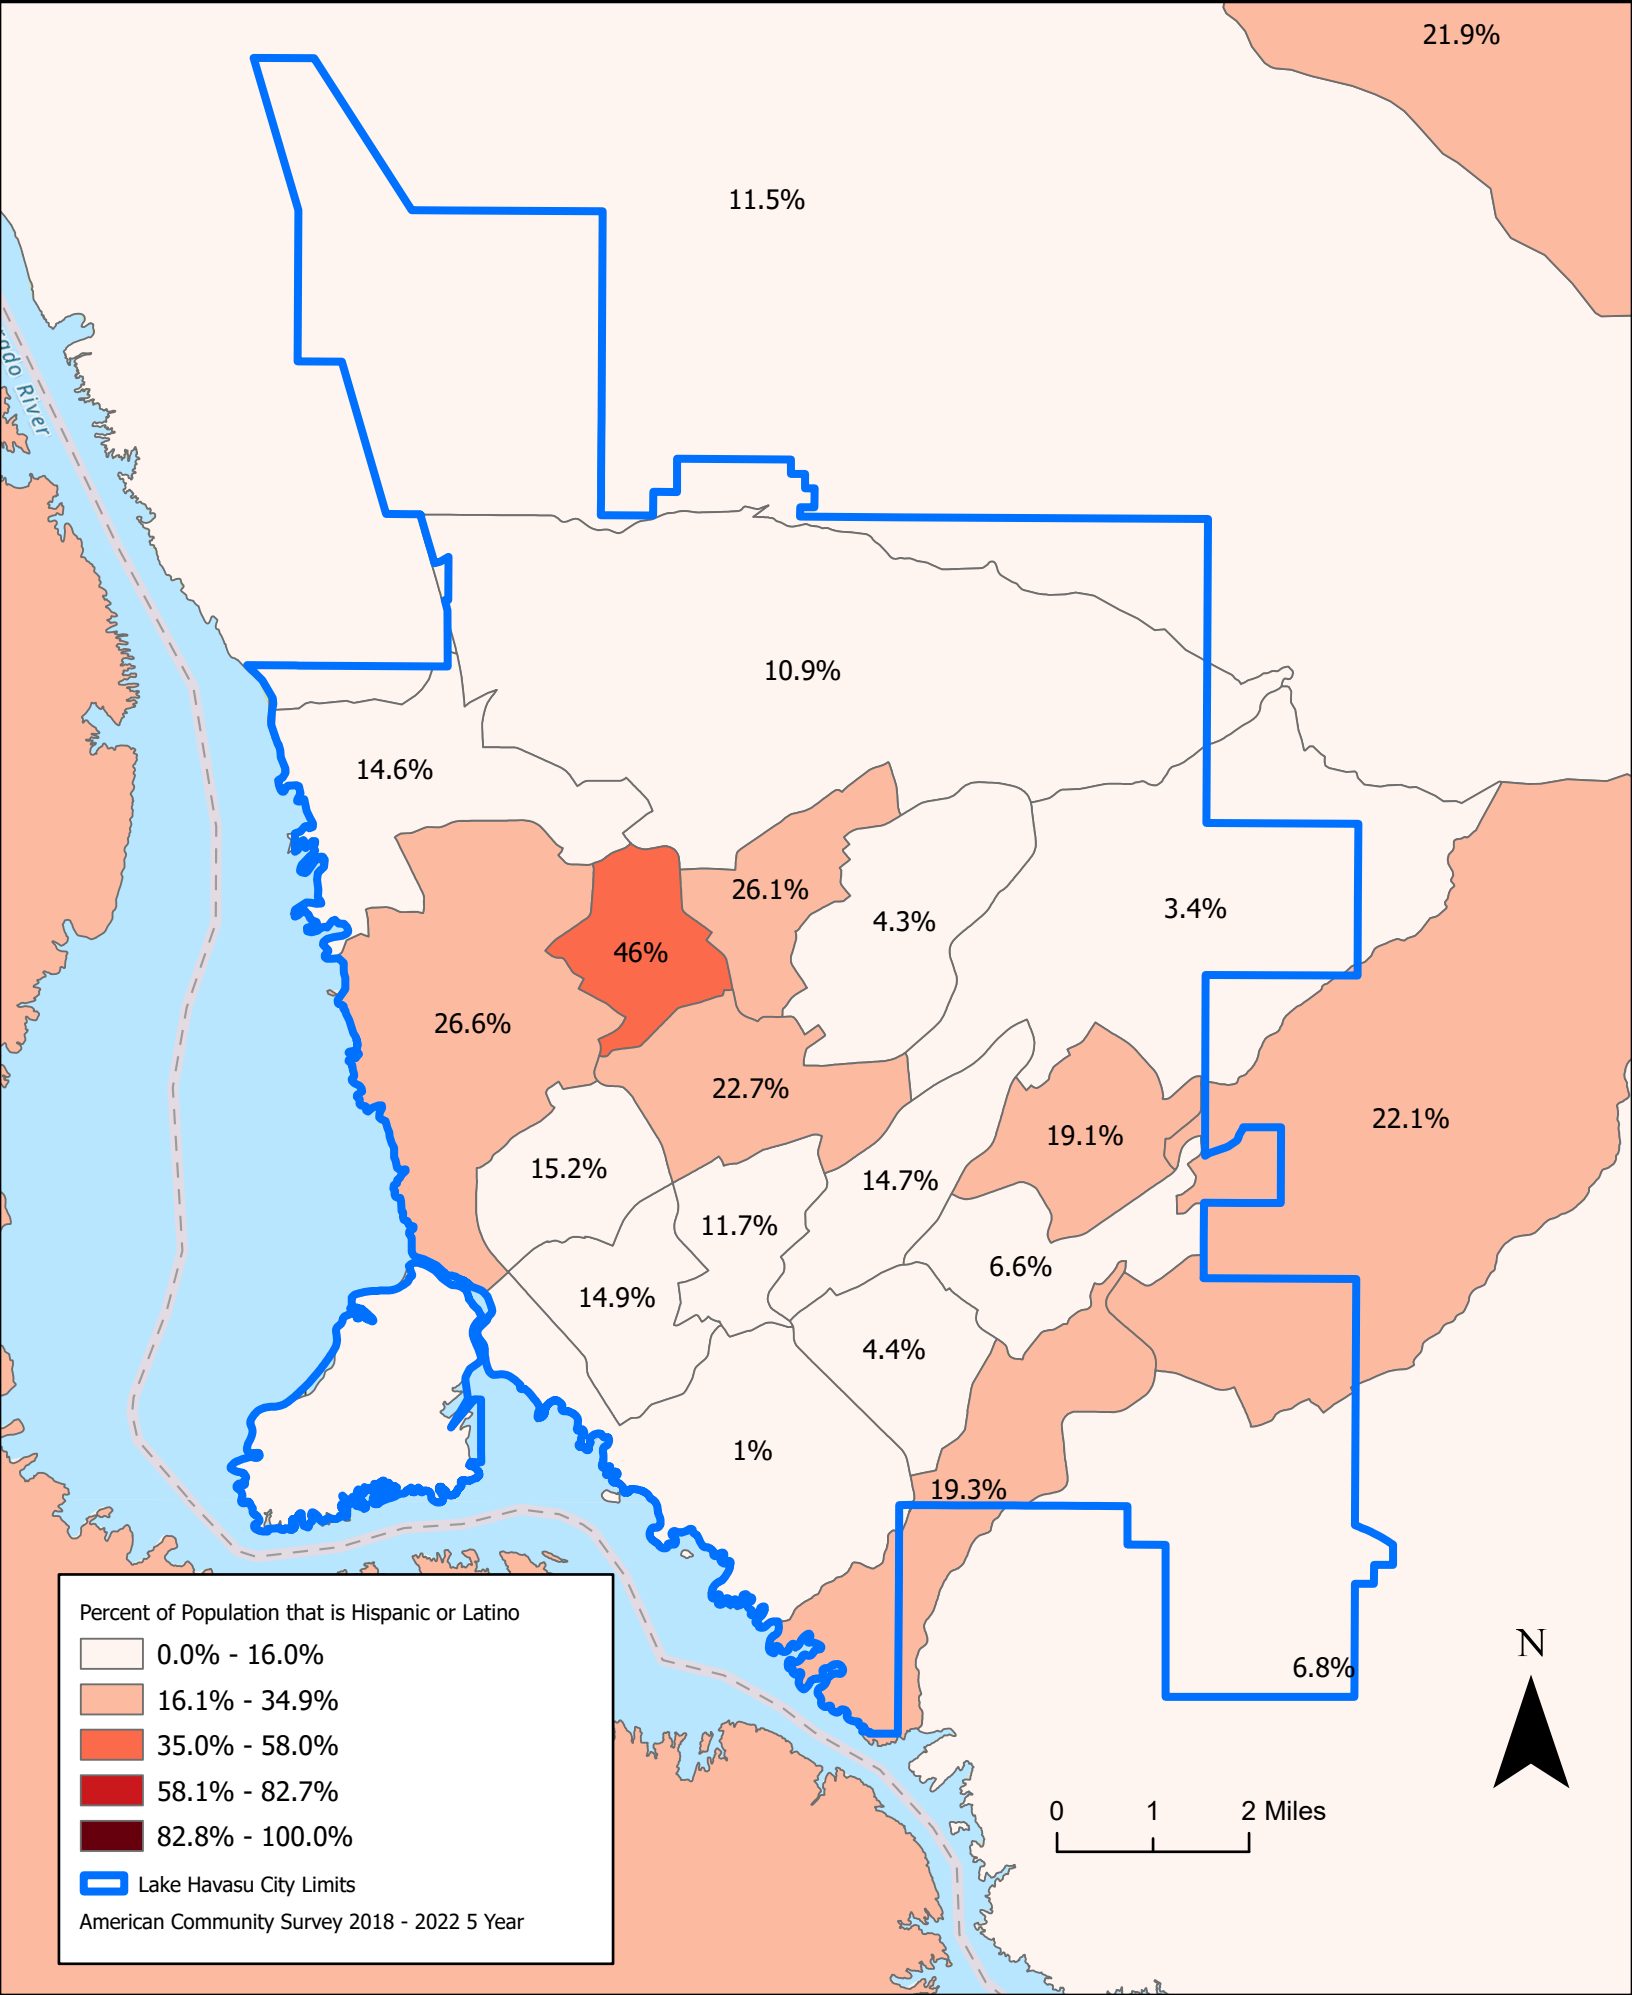 21.9%
11.5%
River
10.9%
14.6%
26.1%
4.3%
3.4%
46%
26.6%
22.7%
22.1%
19.1%
15.2%
14.7%
11.7%
6.6%
14.9%
4.4%
1%
19.3%
6.8%
N
0 1 2 Miles
Percent of Population that is Hispanic or Latino
0.0% - 16.0%
16.1% - 34.9%
35.0% - 58.0%
58.1% - 82.7%
82.8% - 100.0%
Lake Havasu City Limits
American Community Survey 2018 - 2022 5 Year